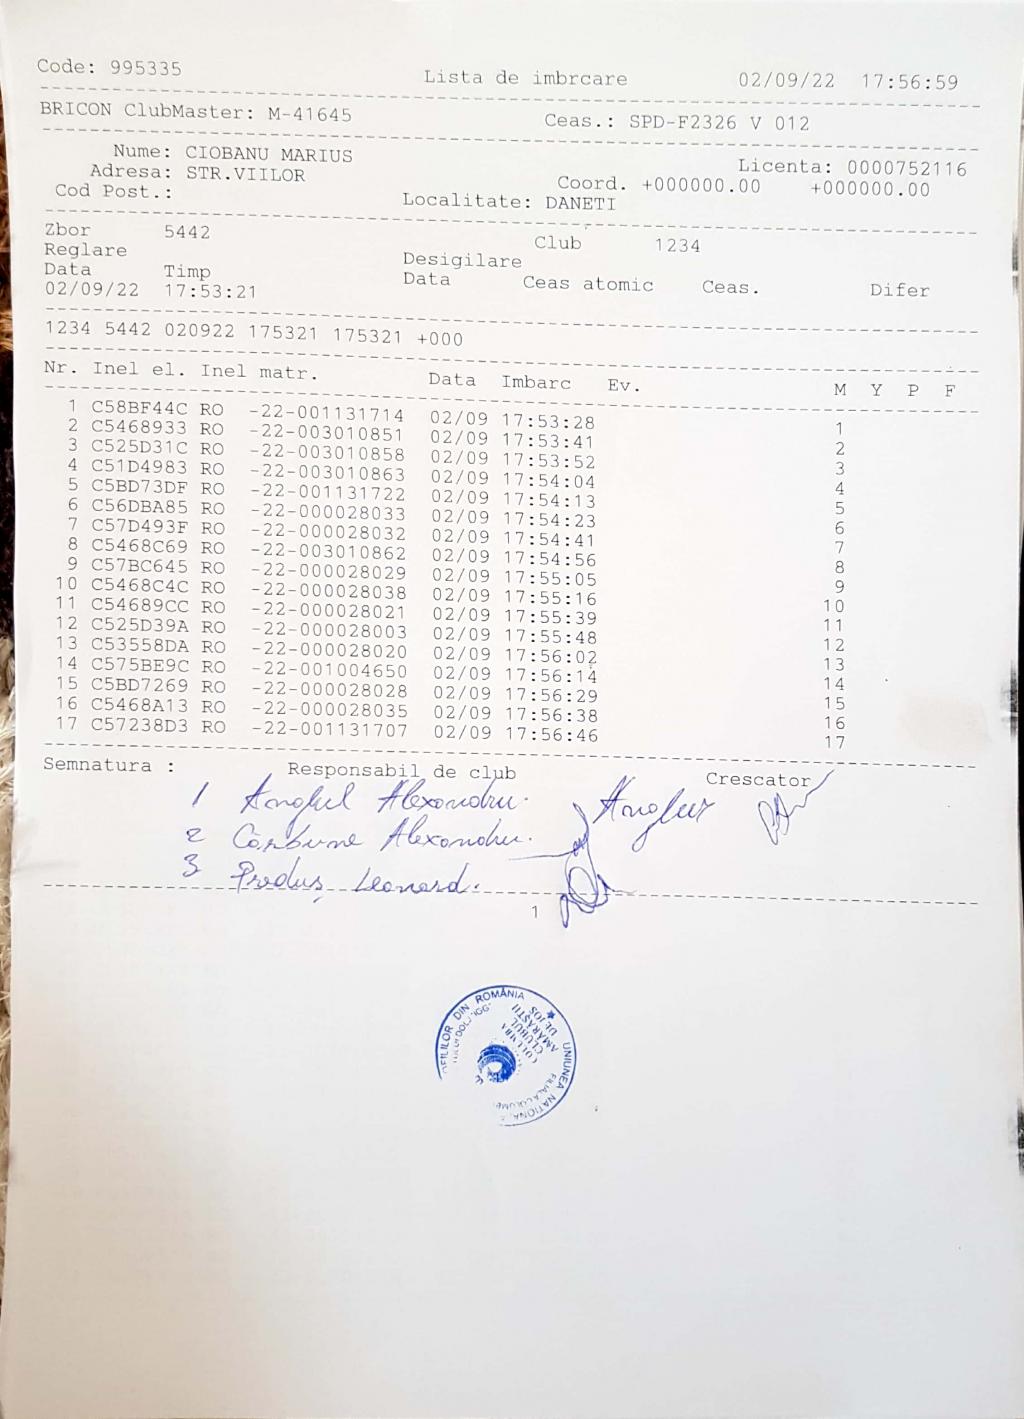 Code: 995335 Lista de imbrcare 02/09/22 17:56:59
BRICON ClubMaster: M-41645 Ceas.: SPD-F2326 V 012
Nume: CIOBANU MARIUS Licenta: 0000752116
Adresa: STR.VIILOR Coord. +000000.00 +000000.00
Cod Post.: Localitate: DANETI
Zbor 5442 Club 1234
Reglare Desigilare
Data Timp Data Ceas atomic Ceas. Difer
02/09/22 17:53:21
1234 5442 020922 175321 175321 +000
Nr. Inel el. Inel matr. Data Imbarc Ev. M Y P F
1 C58BF44C RO -22-001131714 02/09 17:53:28 1
2 C5468933 RO -22-003010851 02/09 17:53:41 2
3 C525D31C RO -22-003010858 02/09 17:53:52 3
4 C51D4983 RO -22-003010863 02/09 17:54:04 4
5 C5BD73DF RO -22-001131722 02/09 17:54:13 5
6 C56DBA85 RO -22-000028033 02/09 17:54:23 6
7 C57D493F RO -22-000028032 02/09 17:54:41 7
8 C5468C69 RO -22-003010862 02/09 17:54:56 8
9 C57BC645 RO -22-000028029 02/09 17:55:05 9
10 C5468C4C RO -22-000028038 02/09 17:55:16 10
11 C54689CC RO -22-000028021 02/09 17:55:39 11
12 C525D39A RO -22-000028003 02/09 17:55:48 12
13 C53558DA RO -22-000028020 02/09 17:56:02 13
14 C575BE9C RO -22-001004650 02/09 17:56:14 14
15 C5BD7269 RO -22-000028028 02/09 17:56:29 15
16 C5468A13 RO -22-000028035 02/09 17:56:38 16
17 C57238D3 RO -22-001131707 02/09 17:56:46 17
Semnatura : Responsabil de club Crescator
1 Anghel Alexandru.
2 Cărbune Alexandru.
3 Produș Leonard.
1
UNIUNEA NAȚIONALĂ DIN ROMÂNIA
COLUMBA
CLUBUL
AMĂRĂȘTII
DE JOS